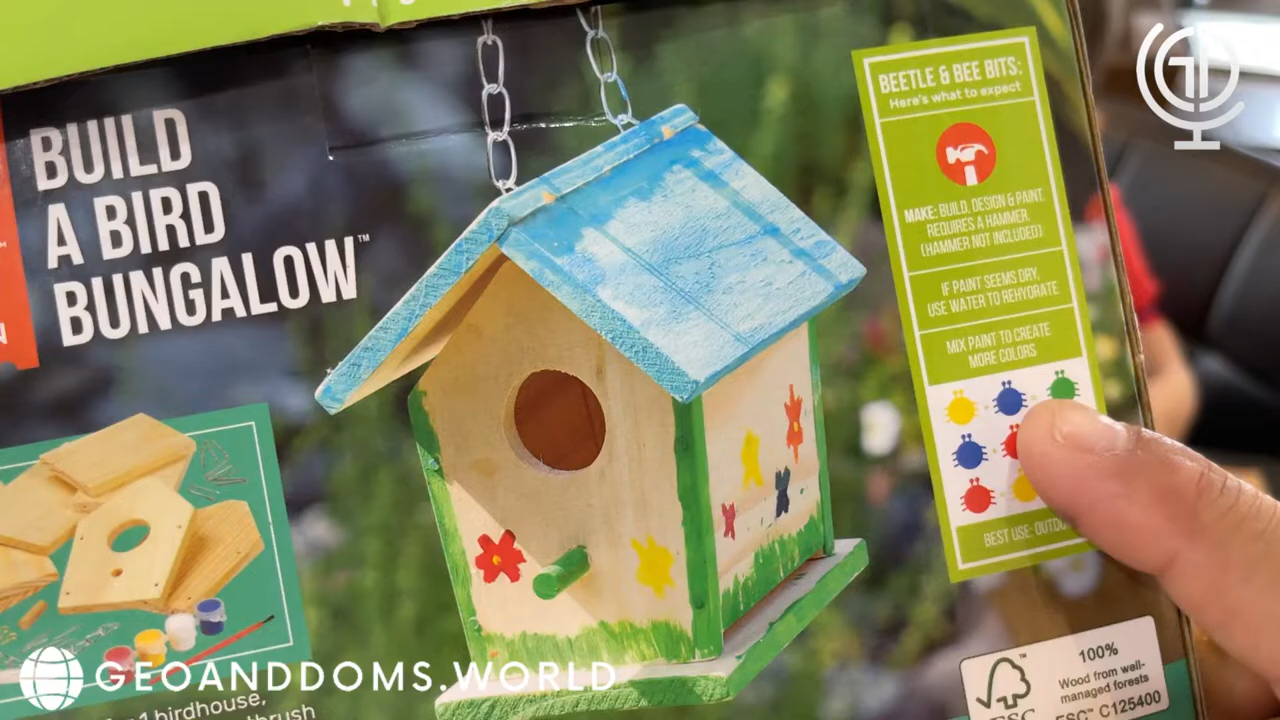 BUILD
A BIRD
BUNGALOW™
BEETLE & BEE BITS:
Here's what to expect
MAKE: BUILD, DESIGN & PAINT.
REQUIRES A HAMMER.
(HAMMER NOT INCLUDED)
IF PAINT SEEMS DRY,
USE WATER TO REHYDRATE
MIX PAINT TO CREATE
MORE COLORS
BEST USE:
100%
Wood from well-
managed forests
FSC™ C125400
GEOANDDOMS.WORLD
1 birdhouse,